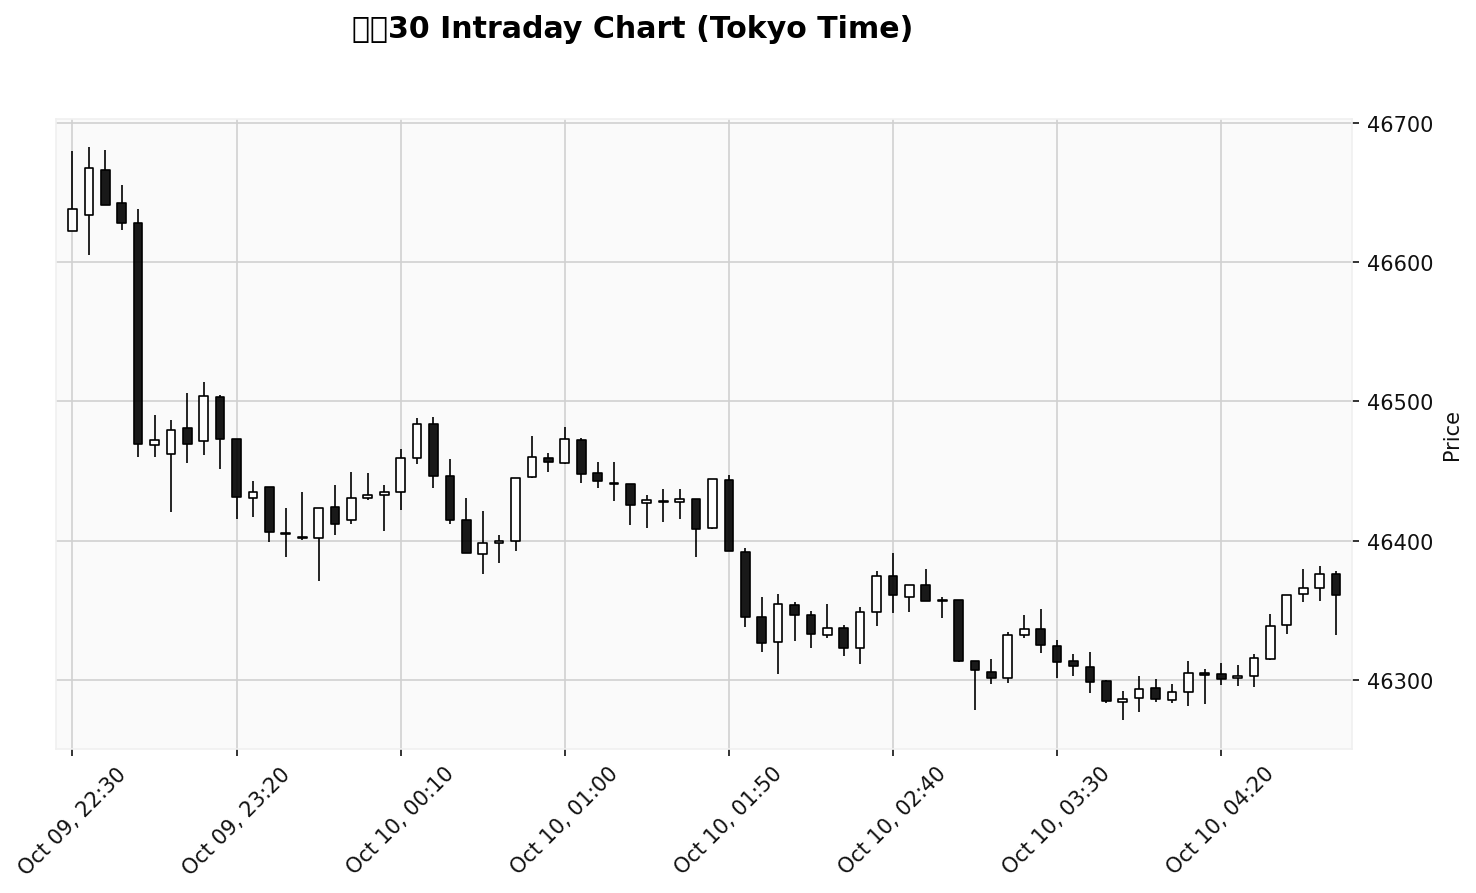 30 Intraday Chart (Tokyo Time)
46700
46600
46500
46400
46300
Price
Oct 09, 22:30
Oct 09, 23:20
Oct 10, 00:10
Oct 10, 01:00
Oct 10, 01:50
Oct 10, 02:40
Oct 10, 03:30
Oct 10, 04:20